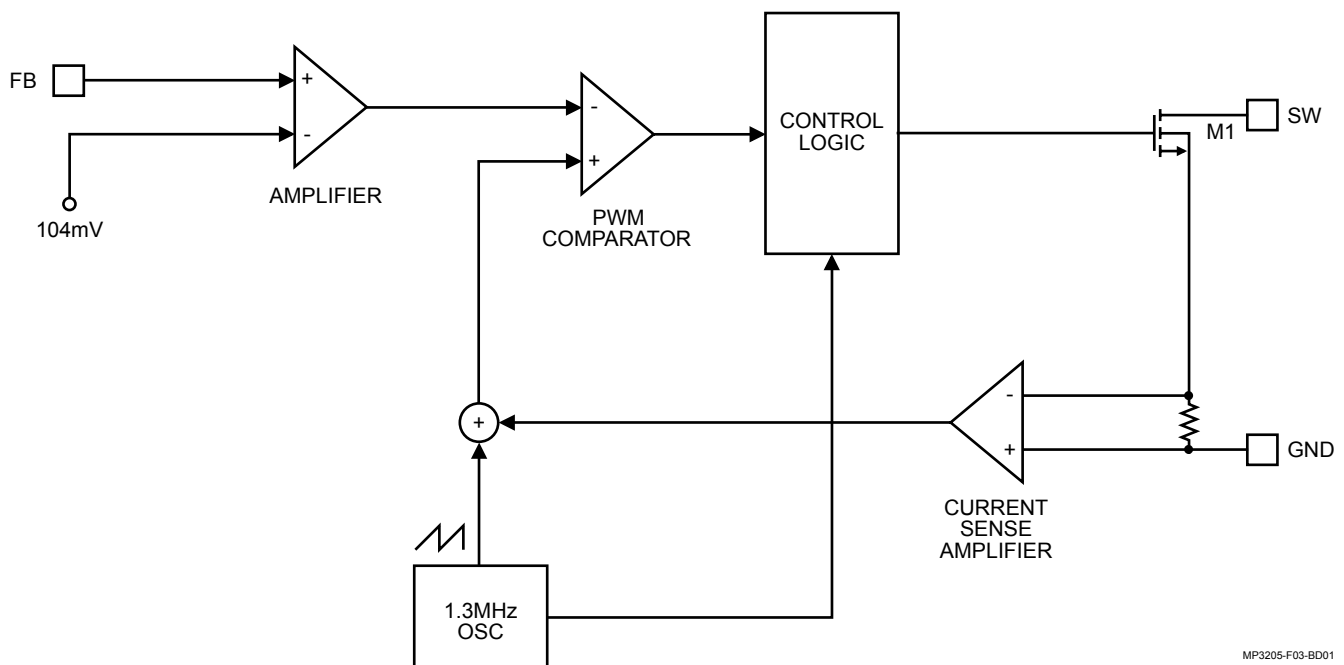 FB
+
-
104mV
AMPLIFIER
-
+
PWM
COMPARATOR
CONTROL
LOGIC
M1
SW
+
-
+
GND
CURRENT
SENSE
AMPLIFIER
1.3MHz
OSC
MP3205-F03-BD01